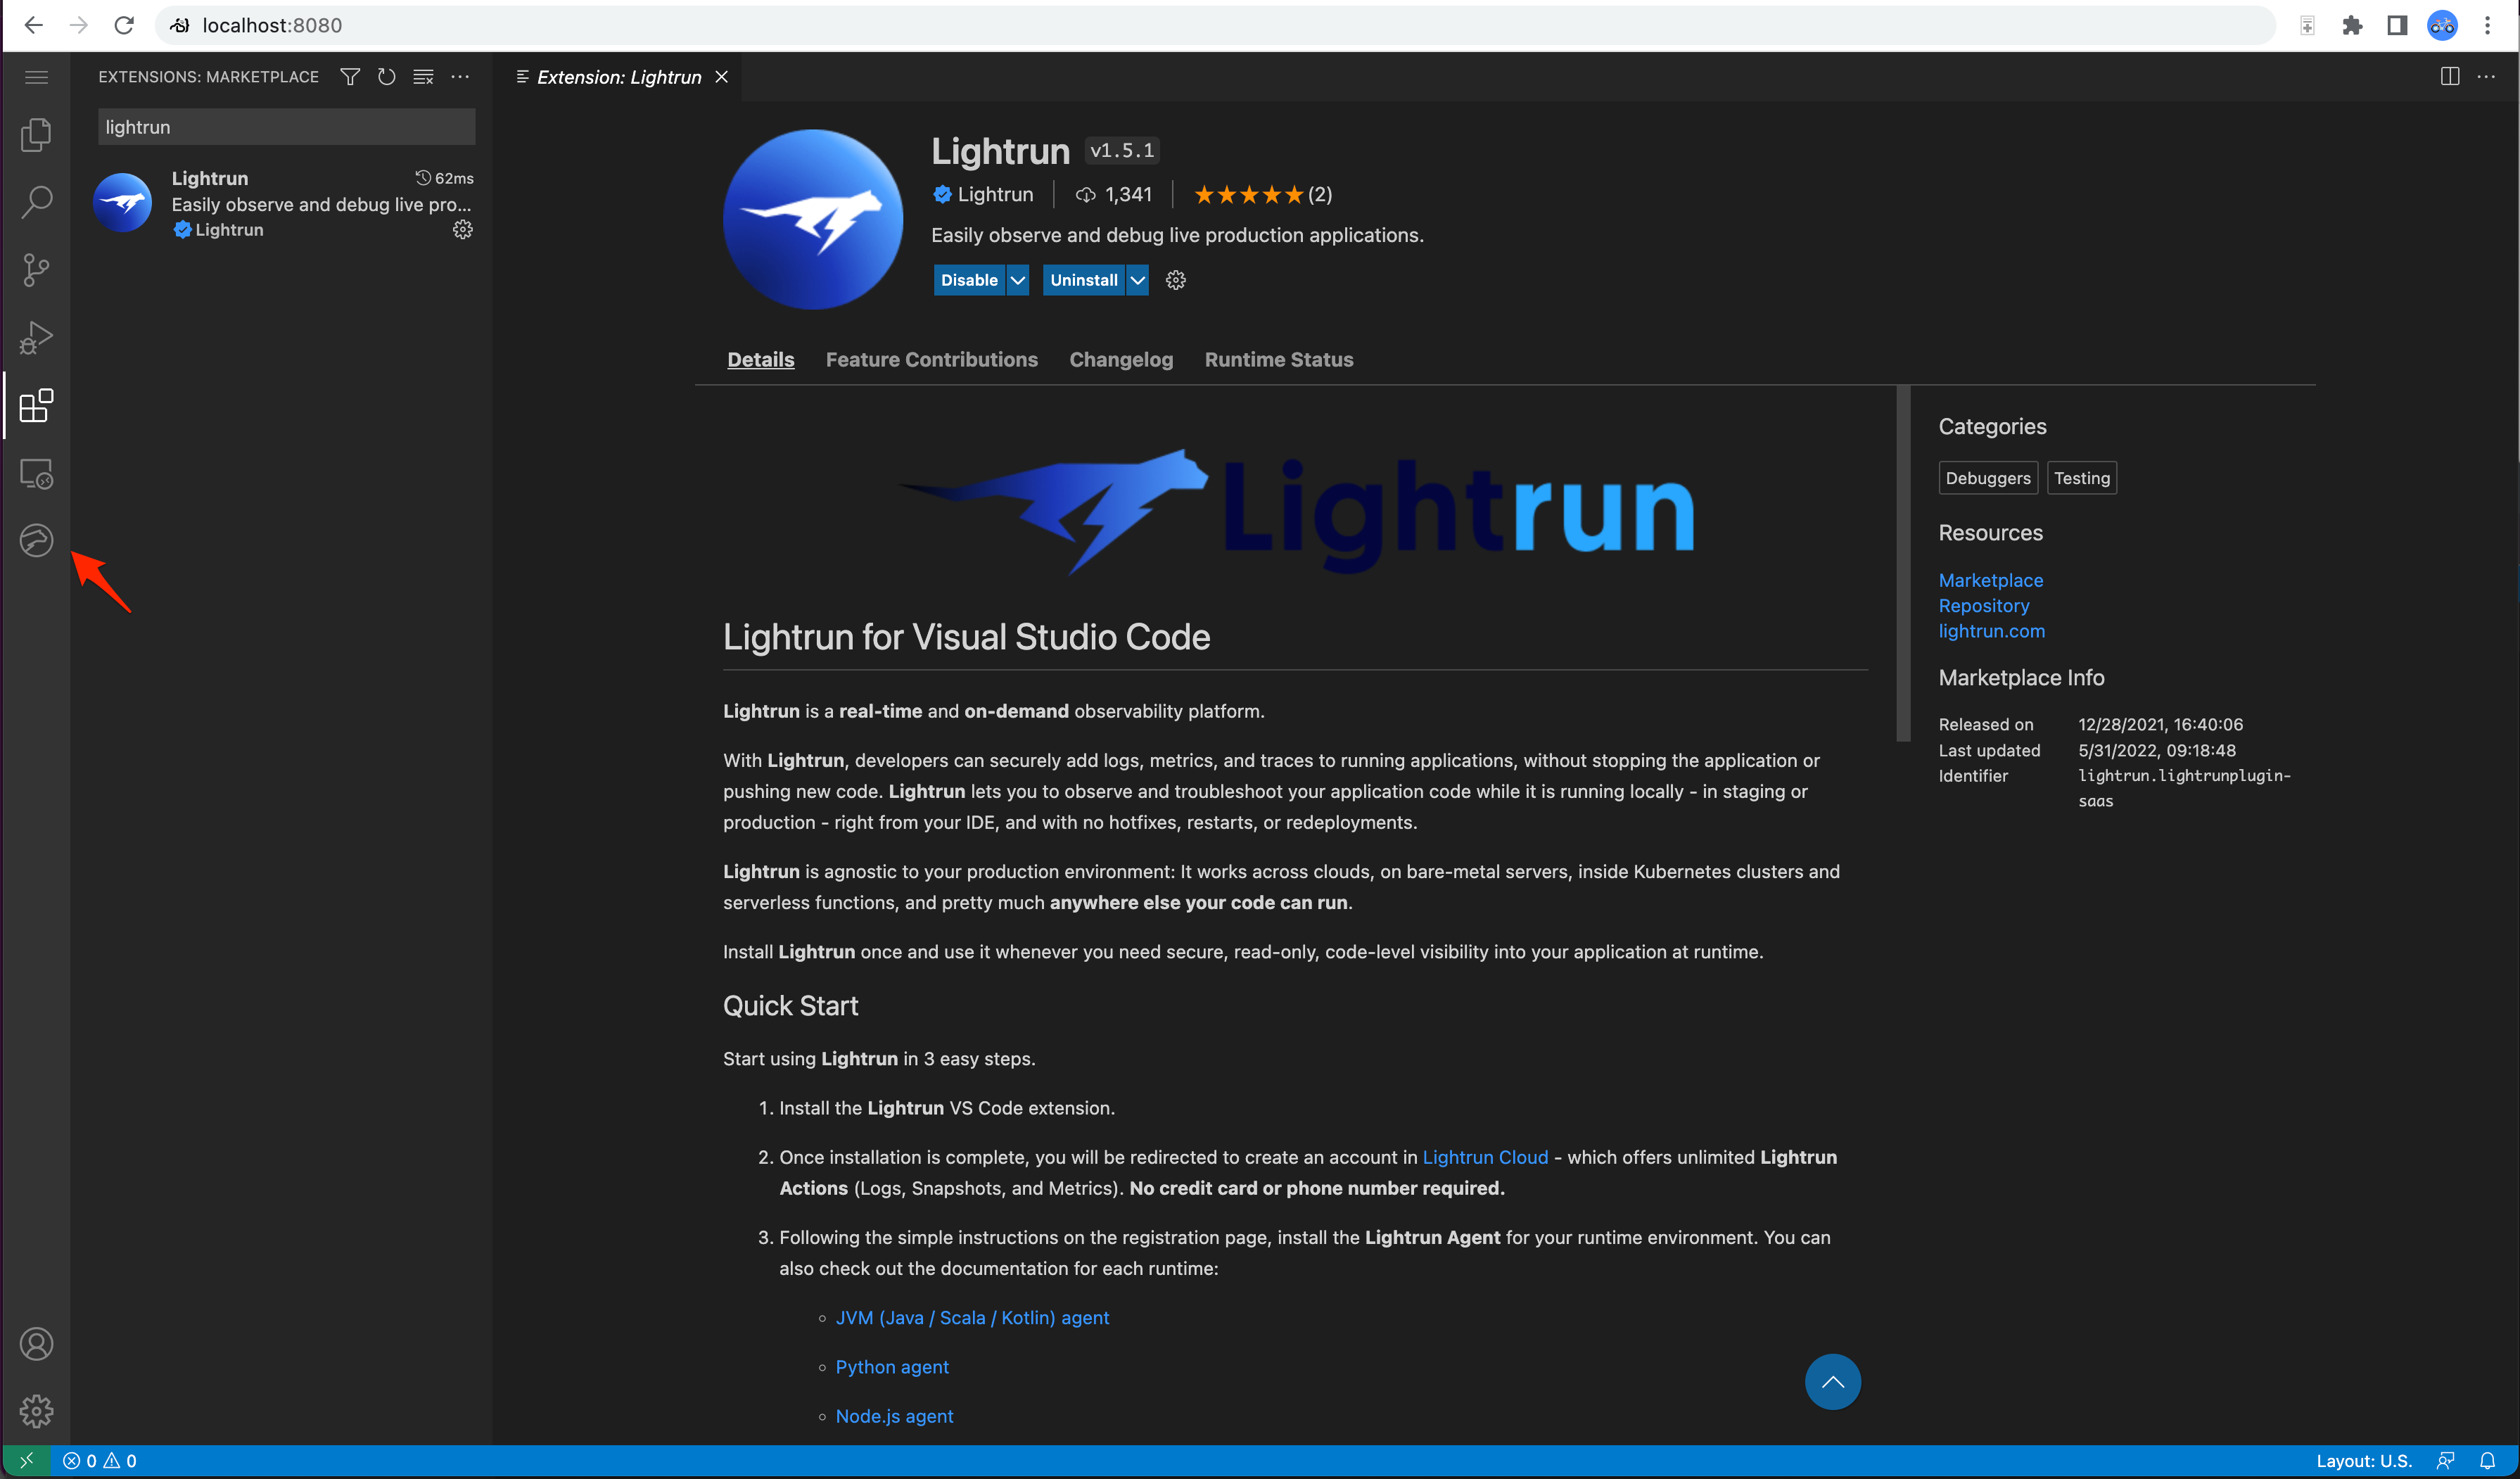 localhost:8080
EXTENSIONS: MARKETPLACE
lightrun
Lightrun 62ms
Easily observe and debug live pro...
Lightrun
Extension: Lightrun
Lightrun v1.5.1
Lightrun 1,341 (2)
Easily observe and debug live production applications.
Disable Uninstall
Details Feature Contributions Changelog Runtime Status
Lightrun
Lightrun for Visual Studio Code
Lightrun is a real-time and on-demand observability platform.
With Lightrun, developers can securely add logs, metrics, and traces to running applications, without stopping the application or
pushing new code. Lightrun lets you to observe and troubleshoot your application code while it is running locally - in staging or
production - right from your IDE, and with no hotfixes, restarts, or redeployments.
Lightrun is agnostic to your production environment: It works across clouds, on bare-metal servers, inside Kubernetes clusters and
serverless functions, and pretty much anywhere else your code can run.
Install Lightrun once and use it whenever you need secure, read-only, code-level visibility into your application at runtime.
Quick Start
Start using Lightrun in 3 easy steps.
1. Install the Lightrun VS Code extension.
2. Once installation is complete, you will be redirected to create an account in Lightrun Cloud - which offers unlimited Lightrun
Actions (Logs, Snapshots, and Metrics). No credit card or phone number required.
3. Following the simple instructions on the registration page, install the Lightrun Agent for your runtime environment. You can
also check out the documentation for each runtime:
JVM (Java / Scala / Kotlin) agent
Python agent
Node.js agent
Categories
Debuggers Testing
Resources
Marketplace
Repository
lightrun.com
Marketplace Info
Released on 12/28/2021, 16:40:06
Last updated 5/31/2022, 09:18:48
Identifier lightrun.lightrunplugin-
saas
0 0
Layout: U.S.